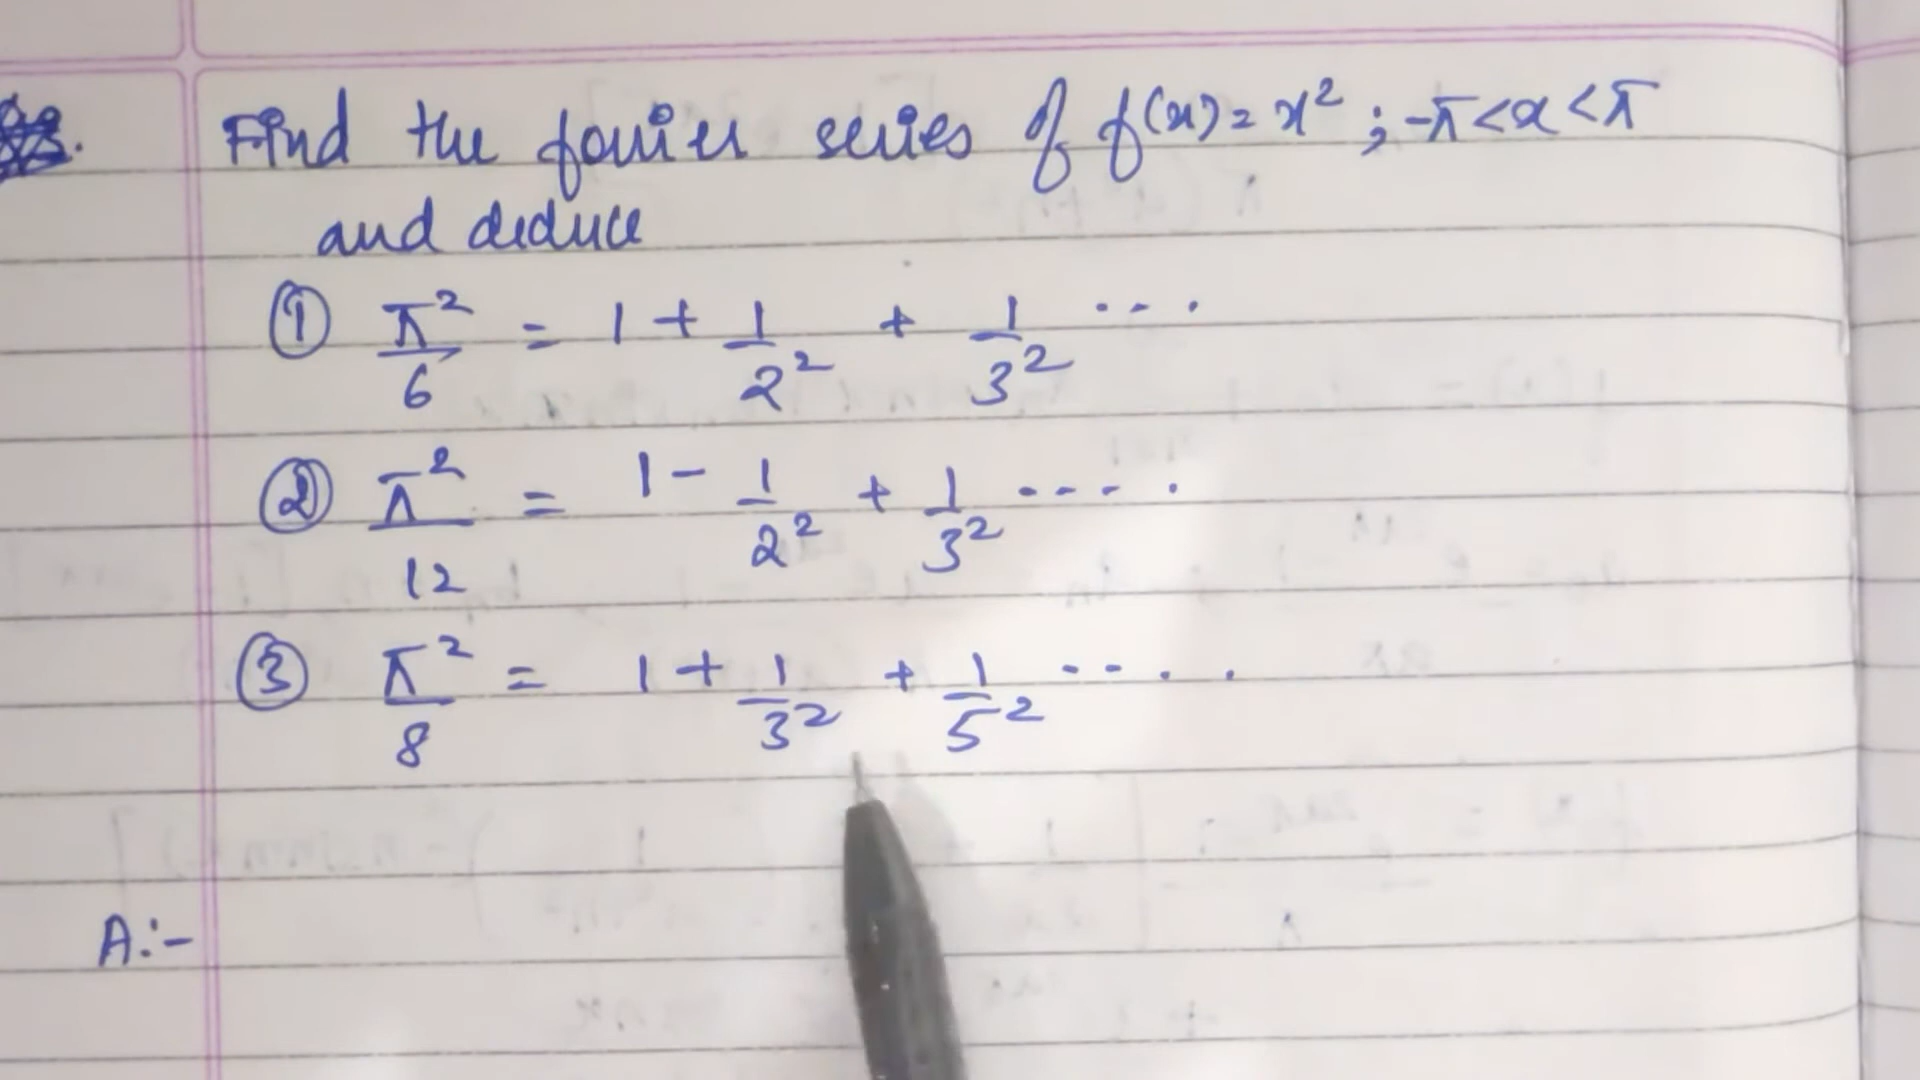 Find the fourier series of f(x) = x² ; -π < x < π
and deduce
① π²/6 = 1 + 1/2² + 1/3² ....
② π²/12 = 1 - 1/2² + 1/3² .....
③ π²/8 = 1 + 1/3² + 1/5² .....
A:-